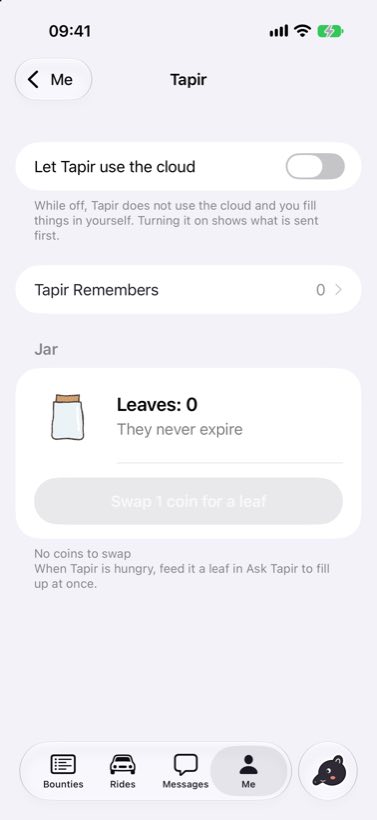 09:41
Me
Tapir
Let Tapir use the cloud
While off, Tapir does not use the cloud and you fill
things in yourself. Turning it on shows what is sent
first.
Tapir Remembers
0
Jar
Leaves: 0
They never expire
Swap 1 coin for a leaf
No coins to swap
When Tapir is hungry, feed it a leaf in Ask Tapir to fill
up at once.
Bounties
Rides
Messages
Me